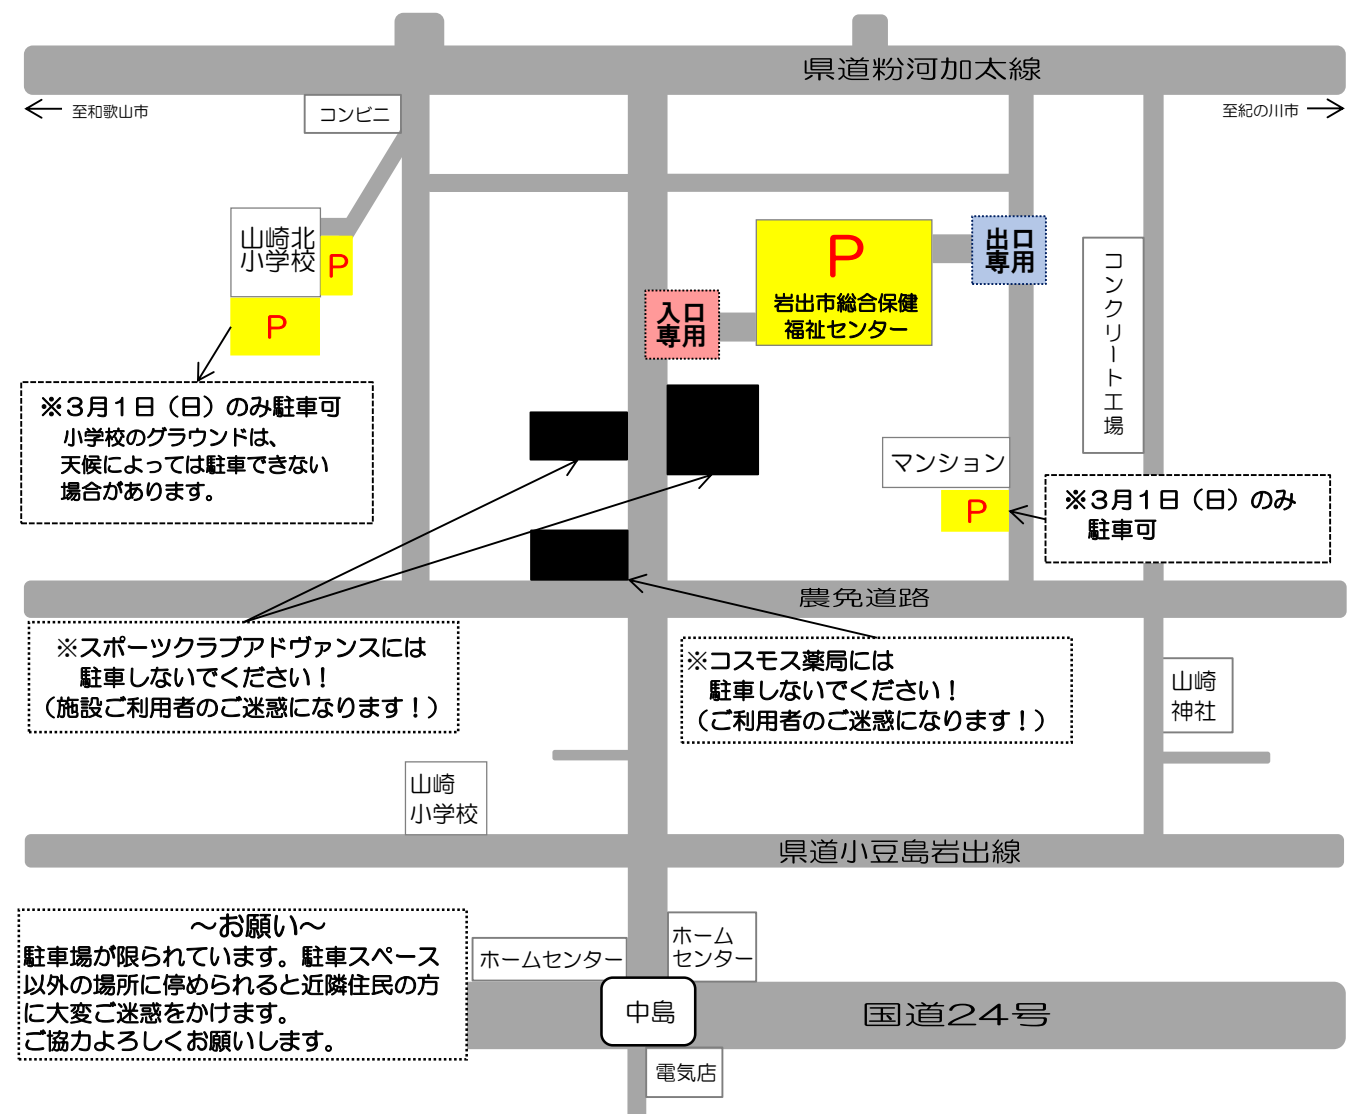 県道粉河加太線
至和歌山市
至紀の川市
コンビニ
山崎北
小学校
P
P
P
岩出市総合保健
福祉センター
出口
専用
入口
専用
コンクリート工場
※3月1日（日）のみ駐車可
小学校のグラウンドは、
天候によっては駐車できない
場合があります。
マンション
P
※3月1日（日）のみ
駐車可
農免道路
※スポーツクラブアドヴァンスには
駐車しないでください！
（施設ご利用者のご迷惑になります！）
※コスモス薬局には
駐車しないでください！
（ご利用者のご迷惑になります！）
山崎
神社
山崎
小学校
県道小豆島岩出線
～お願い～
駐車場が限られています。駐車スペース
以外の場所に停められると近隣住民の方
に大変ご迷惑をかけます。
ご協力よろしくお願いします。
ホームセンター
ホーム
センター
中島
国道24号
電気店